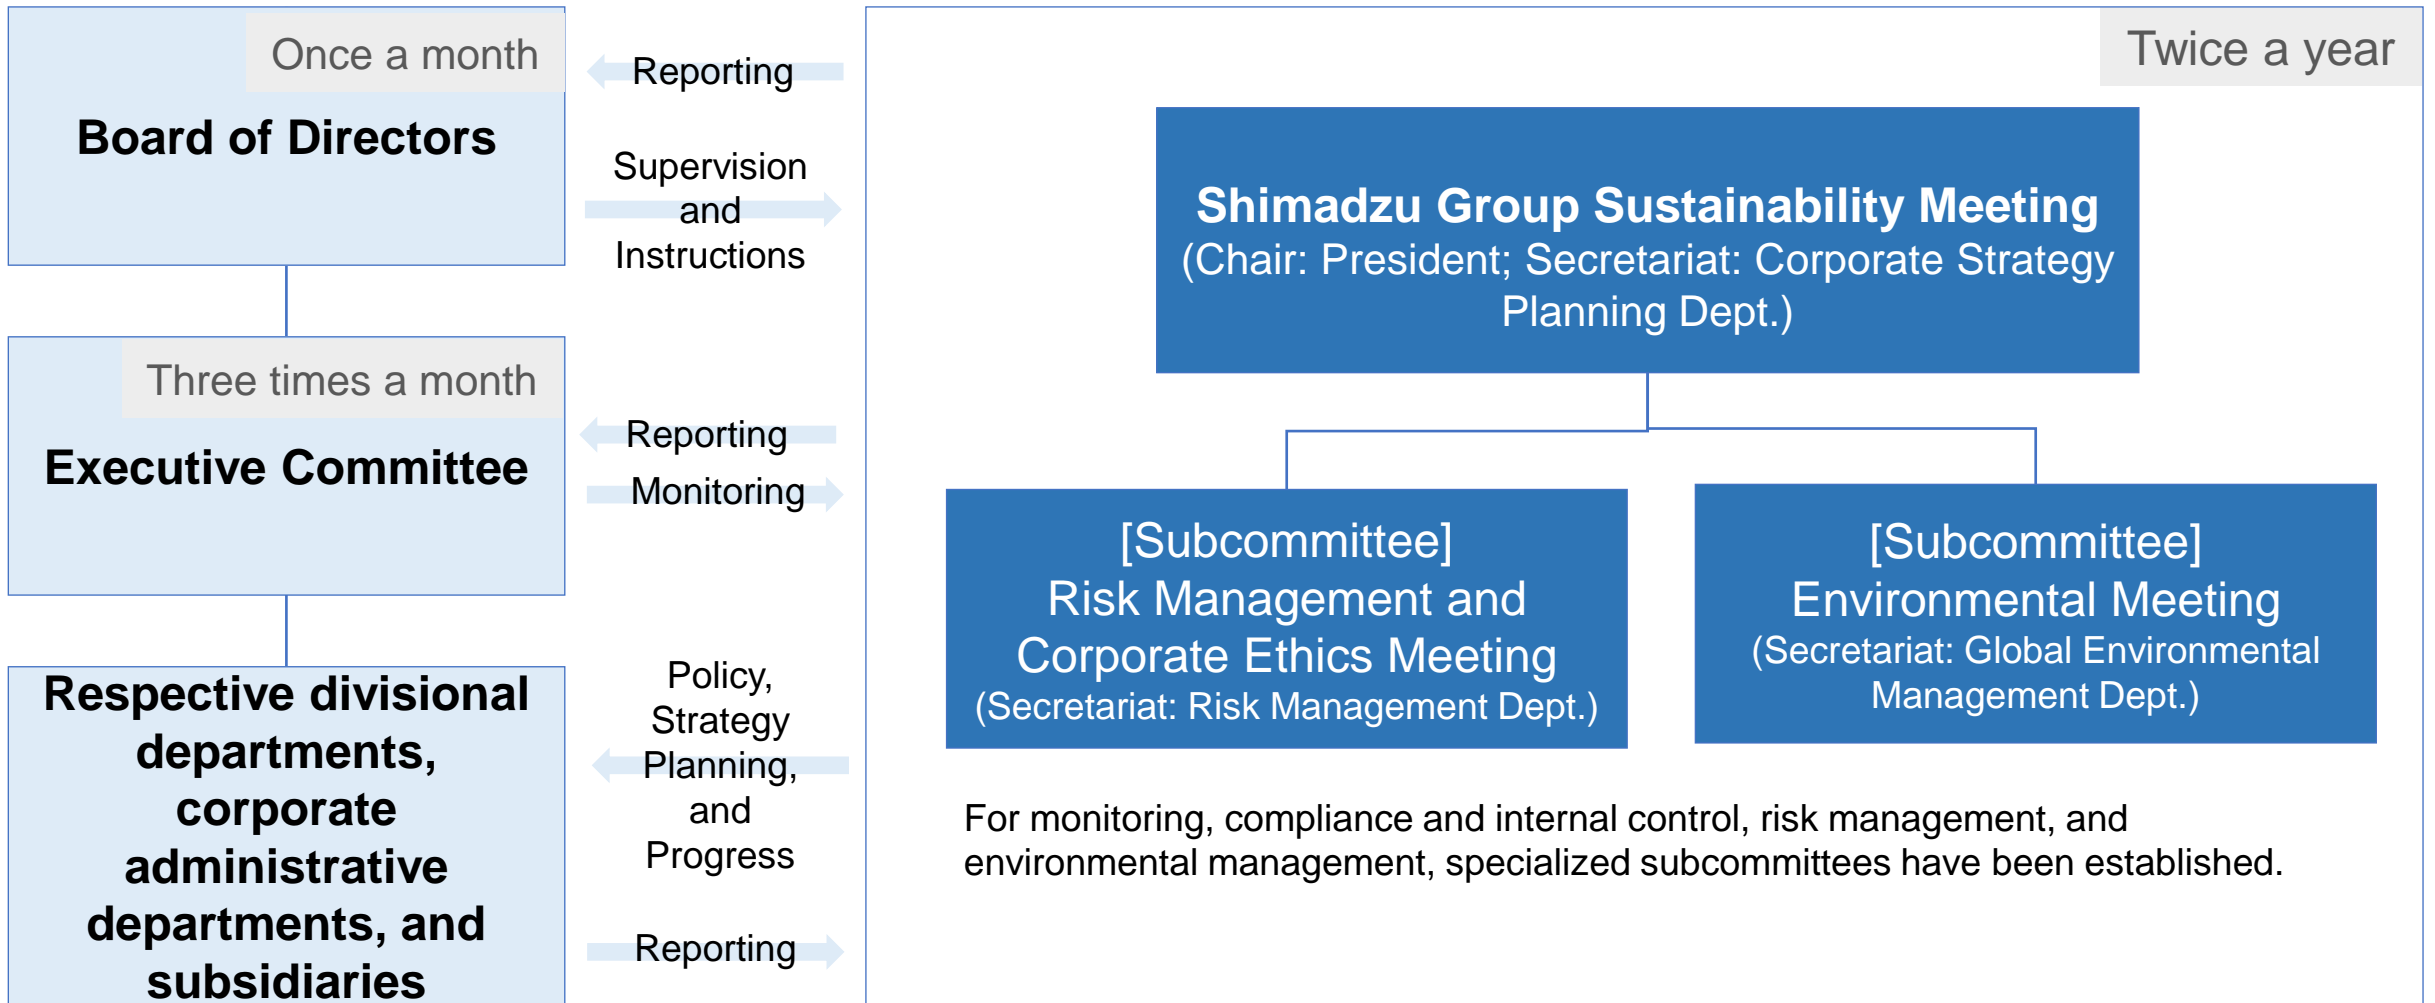 Once a month
Board of Directors
Reporting
Supervision
and
Instructions
Three times a month
Executive Committee
Reporting
Monitoring
Respective divisional
departments,
corporate
administrative
departments, and
subsidiaries
Policy,
Strategy
Planning,
and
Progress
Reporting
Twice a year
Shimadzu Group Sustainability Meeting
(Chair: President; Secretariat: Corporate Strategy
Planning Dept.)
[Subcommittee]
Risk Management and
Corporate Ethics Meeting
(Secretariat: Risk Management Dept.)
[Subcommittee]
Environmental Meeting
(Secretariat: Global Environmental
Management Dept.)
For monitoring, compliance and internal control, risk management, and
environmental management, specialized subcommittees have been established.